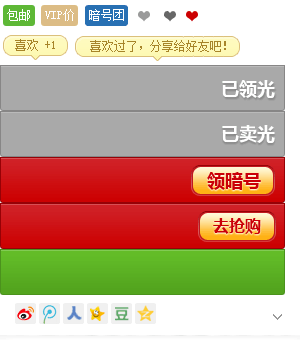 包邮 VIP价 暗号团
喜欢 +1 喜欢过了，分享给好友吧！
已领光
已卖光
领暗号
去抢购
人 豆